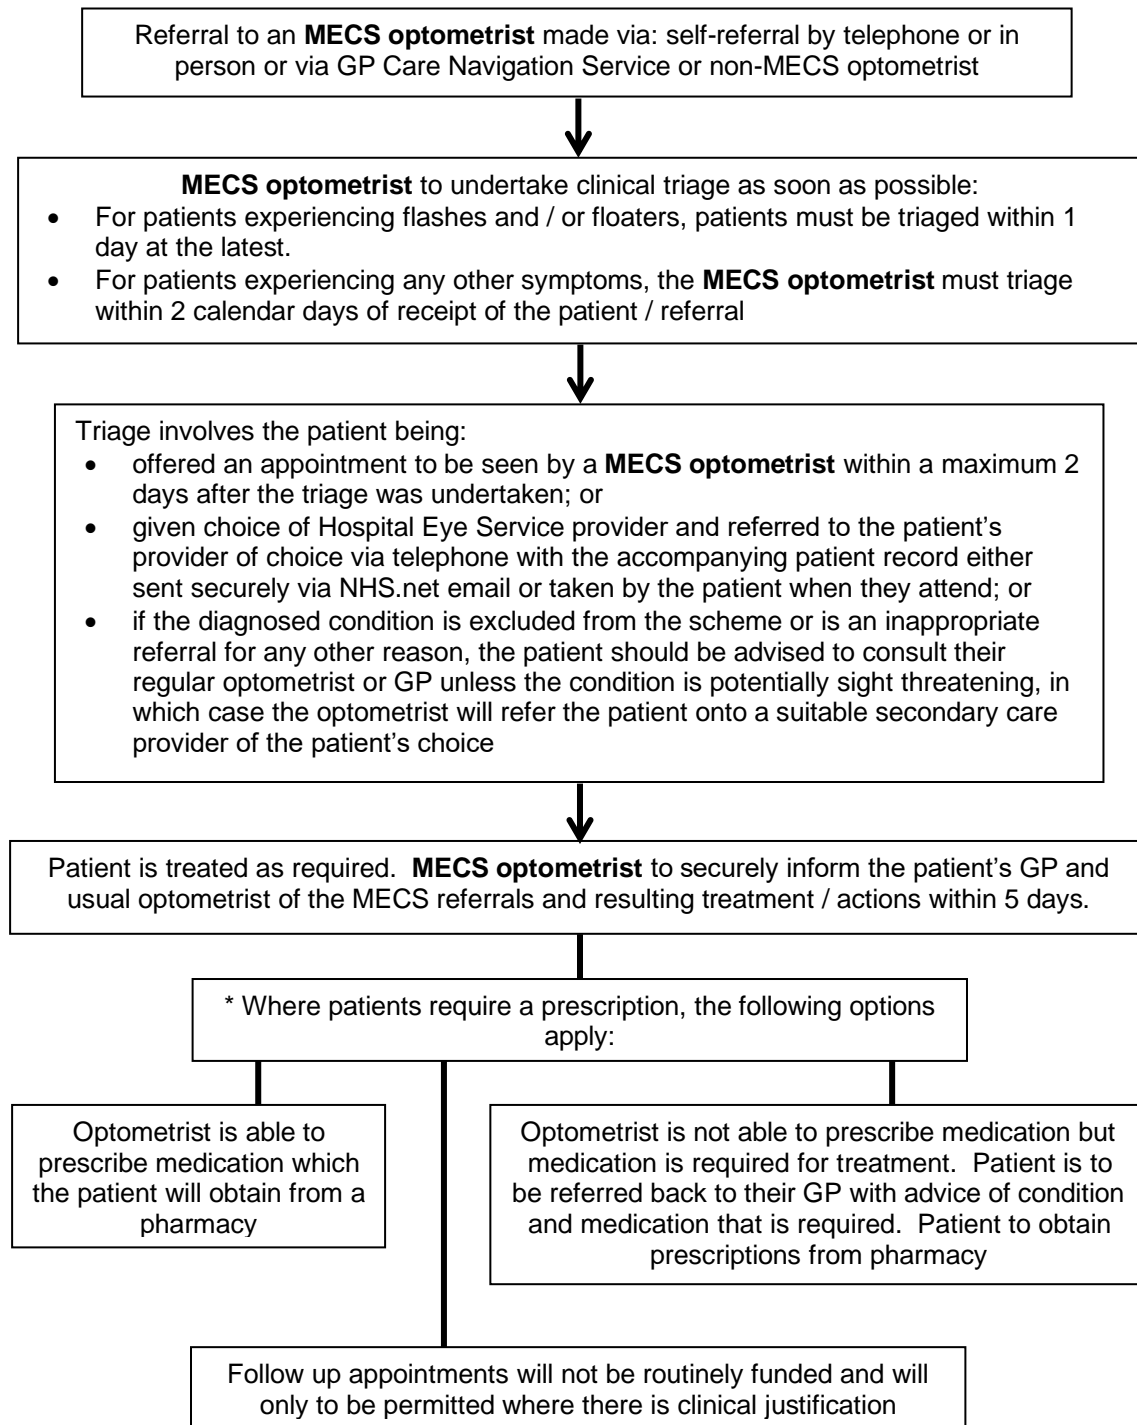 Referral to an MECS optometrist made via: self-referral by telephone or in
person or via GP Care Navigation Service or non-MECS optometrist
MECS optometrist to undertake clinical triage as soon as possible:
• For patients experiencing flashes and / or floaters, patients must be triaged within 1
day at the latest.
• For patients experiencing any other symptoms, the MECS optometrist must triage
within 2 calendar days of receipt of the patient / referral
Triage involves the patient being:
• offered an appointment to be seen by a MECS optometrist within a maximum 2
days after the triage was undertaken; or
• given choice of Hospital Eye Service provider and referred to the patient’s
provider of choice via telephone with the accompanying patient record either
sent securely via NHS.net email or taken by the patient when they attend; or
• if the diagnosed condition is excluded from the scheme or is an inappropriate
referral for any other reason, the patient should be advised to consult their
regular optometrist or GP unless the condition is potentially sight threatening, in
which case the optometrist will refer the patient onto a suitable secondary care
provider of the patient’s choice
Patient is treated as required. MECS optometrist to securely inform the patient’s GP and
usual optometrist of the MECS referrals and resulting treatment / actions within 5 days.
* Where patients require a prescription, the following options
apply:
Optometrist is able to
prescribe medication which
the patient will obtain from a
pharmacy
Optometrist is not able to prescribe medication but
medication is required for treatment. Patient is to
be referred back to their GP with advice of condition
and medication that is required. Patient to obtain
prescriptions from pharmacy
Follow up appointments will not be routinely funded and will
only to be permitted where there is clinical justification